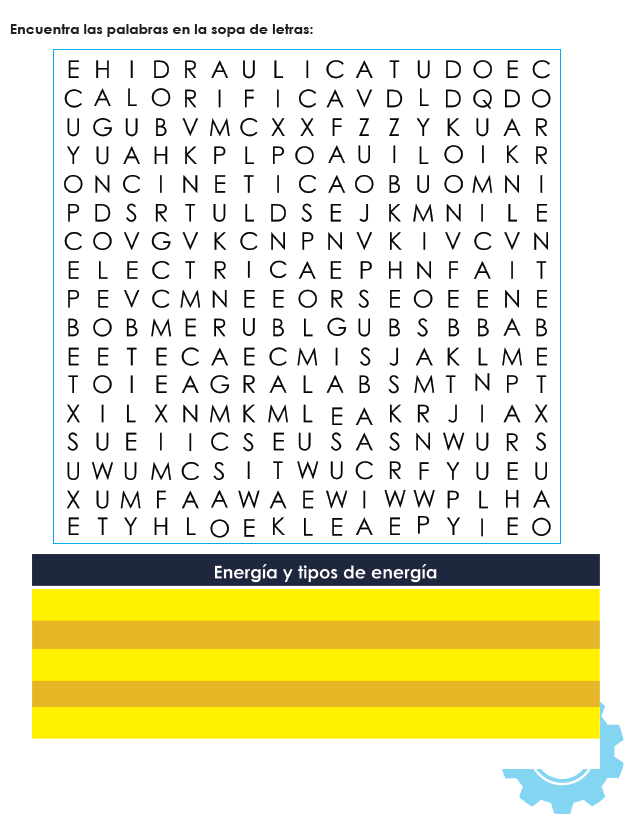 Encuentra las palabras en la sopa de letras:
E H I D R A U L I C A T U D O E C
C A L O R I F I C A V D L D Q D O
U G U B V M C X X F Z Z Y K U A R
Y U A H K P L P O A U I L O I K R
O N C I N E T I C A O B U O M N I
P D S R T U L D S E J K M N I L E
C O V G V K C N P N V K I V C V N
E L E C T R I C A E P H N F A I T
P E V C M N E E O R S E O E E N E
B O B M E R U B L G U B S B B A B
E E T E C A E C M I S J A K L M E
T O I E A G R A L A B S M T N P T
X I L X N M K M L E A K R J I A X
S U E I I C S E U S A S N W U R S
U W U M C S I T W U C R F Y U E U
X U M F A A W A E W I W W P L H A
E T Y H L O E K L E A E P Y I E O
Energía y tipos de energía